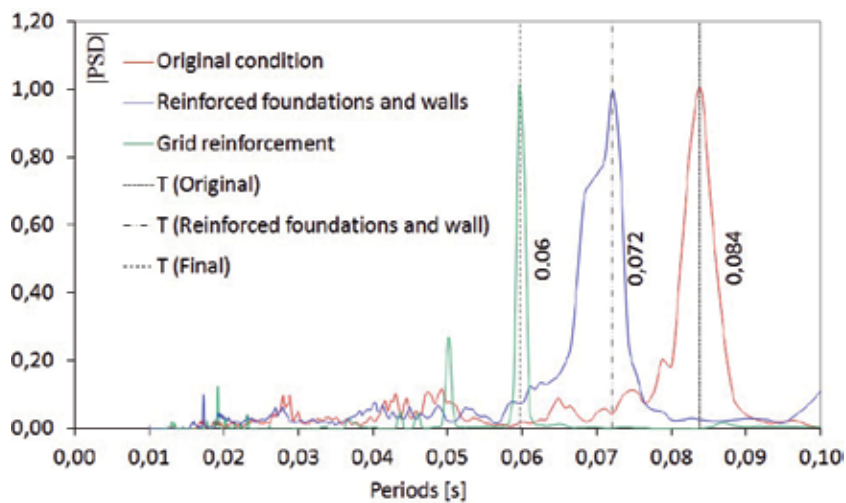 1,20
|PSD|
1,00
0,80
0,60
0,40
0,20
0,00
Original condition
Reinforced foundations and walls
Grid reinforcement
T (Original)
T (Reinforced foundations and wall)
T (Final)
0.06
0,072
0,084
0,00 0,01 0,02 0,03 0,04 0,05 0,06 0,07 0,08 0,09 0,10
Periods [s]